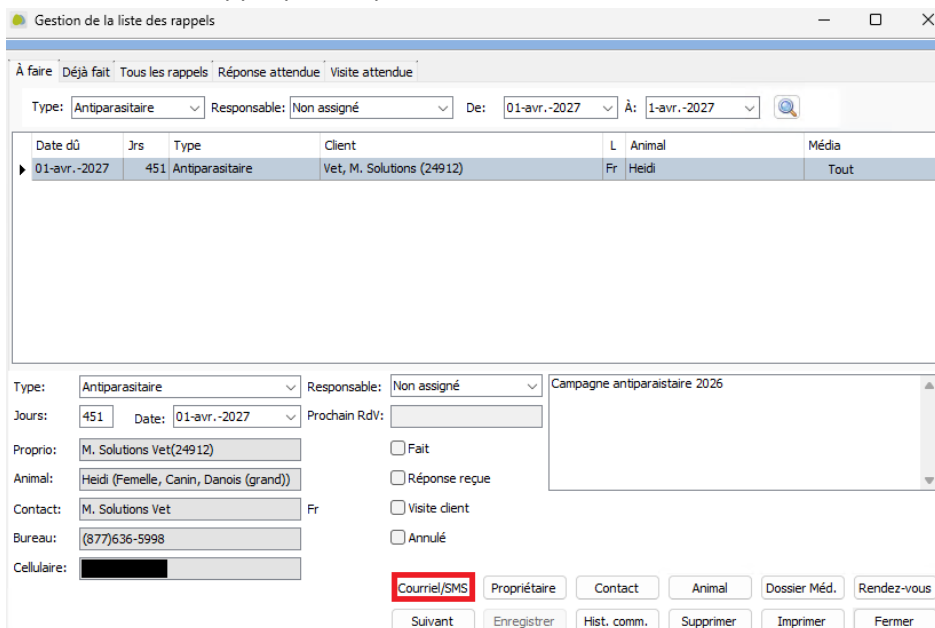 Gestion de la liste des rappels
À faire Déjà fait Tous les rappels Réponse attendue Visite attendue
Type: Antiparasitaire Responsable: Non assigné De: 01-avr.-2027 À: 1-avr.-2027
Date dû Jrs Type Client L Animal Média
01-avr.-2027 451 Antiparasitaire Vet, M. Solutions (24912) Fr Heidi Tout
Type: Antiparasitaire Responsable: Non assigné Campagne antiparaistaire 2026
Jours: 451 Date: 01-avr.-2027 Prochain RdV:
Proprio: M. Solutions Vet(24912) Fait
Animal: Heidi (Femelle, Canin, Danois (grand)) Réponse reçue
Contact: M. Solutions Vet Fr Visite client
Bureau: (877)636-5998 Annulé
Cellulaire:
Courriel/SMS Propriétaire Contact Animal Dossier Méd. Rendez-vous
Suivant Enregistrer Hist. comm. Supprimer Imprimer Fermer